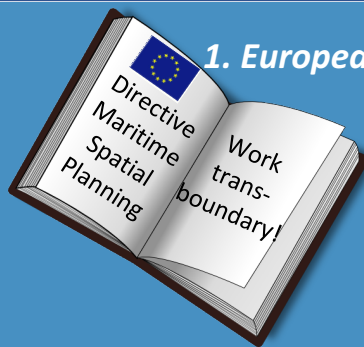 1. Europea
Directive
Maritime
Spatial
Planning
Work
trans-
boundary!